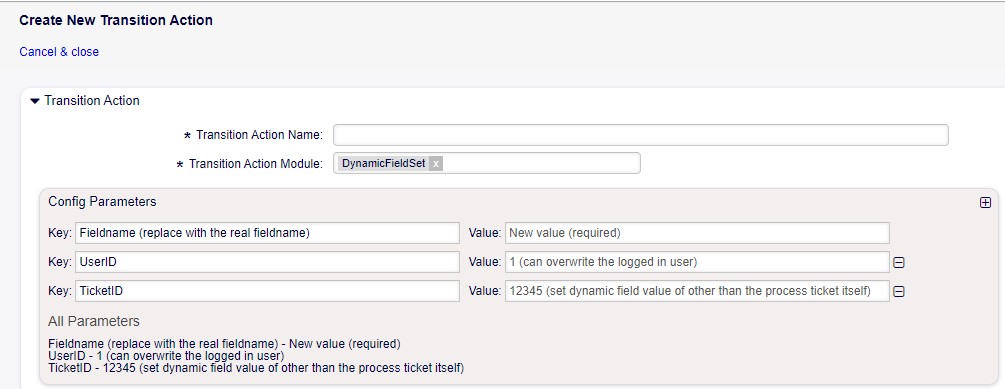 Create New Transition Action
Cancel & close
Transition Action
* Transition Action Name:
* Transition Action Module: DynamicFieldSet x
Config Parameters
Key: Fieldname (replace with the real fieldname) Value: New value (required)
Key: UserID Value: 1 (can overwrite the logged in user)
Key: TicketID Value: 12345 (set dynamic field value of other than the process ticket itself)
All Parameters
Fieldname (replace with the real fieldname) - New value (required)
UserID - 1 (can overwrite the logged in user)
TicketID - 12345 (set dynamic field value of other than the process ticket itself)